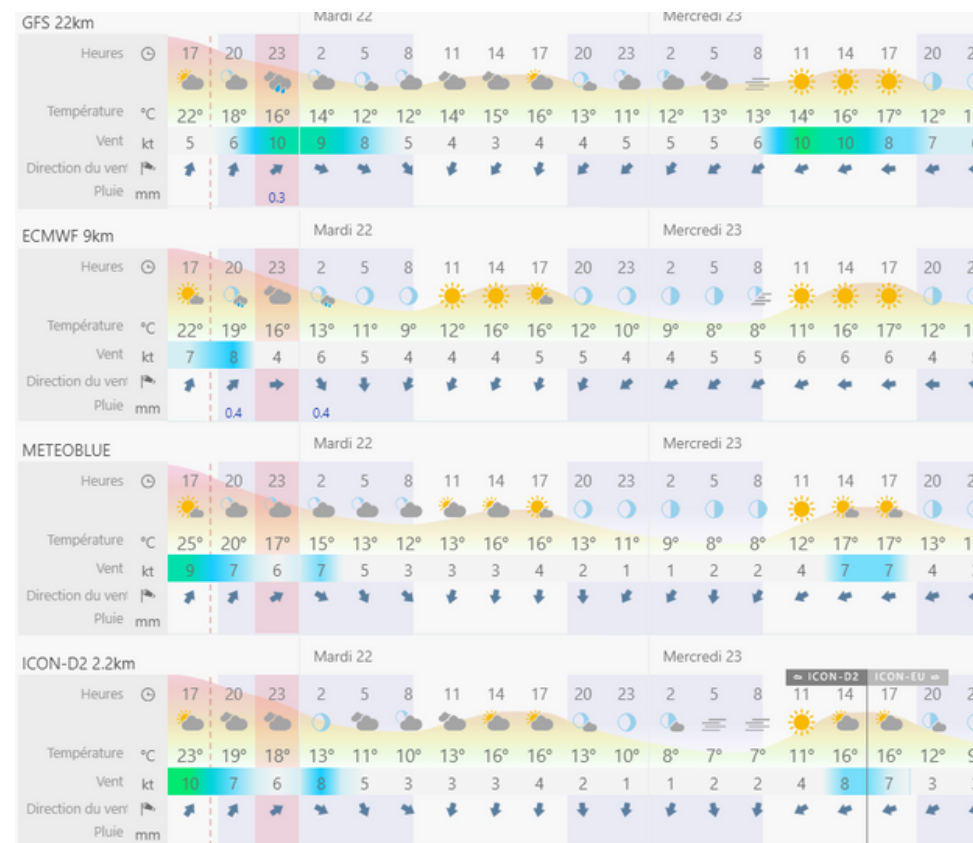 Mardi 22 Mercredi 23
GFS 22km
Heures 17 20 23 2 5 8 11 14 17 20 23 2 5 8 11 14 17 20 2
Température °C 22° 18° 16° 14° 12° 12° 14° 15° 16° 13° 11° 12° 13° 13° 14° 16° 17° 12° 1
Vent kt 5 6 10 9 8 5 4 3 4 4 5 5 5 6 10 10 8 7
Direction du vent
Pluie mm 0.3
Mardi 22 Mercredi 23
ECMWF 9km
Heures 17 20 23 2 5 8 11 14 17 20 23 2 5 8 11 14 17 20 2
Température °C 22° 19° 16° 13° 11° 9° 12° 16° 16° 12° 10° 9° 8° 8° 11° 16° 17° 12° 1
Vent kt 7 8 4 6 5 4 4 4 5 5 4 4 5 5 6 6 6 4
Direction du vent
Pluie mm 0.4 0.4
Mardi 22 Mercredi 23
METEOBLUE
Heures 17 20 23 2 5 8 11 14 17 20 23 2 5 8 11 14 17 20 2
Température °C 25° 20° 17° 15° 13° 12° 13° 16° 16° 13° 11° 9° 8° 8° 12° 17° 17° 13° 1
Vent kt 9 7 6 7 5 3 3 3 4 2 1 1 2 2 4 7 7 4
Direction du vent
Pluie mm
Mardi 22 Mercredi 23
ICON-D2 2.2km
ICON-D2 ICON-EU
Heures 17 20 23 2 5 8 11 14 17 20 23 2 5 8 11 14 17 20 2
Température °C 23° 19° 18° 13° 11° 10° 13° 16° 16° 13° 10° 8° 7° 7° 11° 16° 16° 12° 9
Vent kt 10 7 6 8 5 3 3 3 4 2 1 1 2 2 4 8 7 3
Direction du vent
Pluie mm